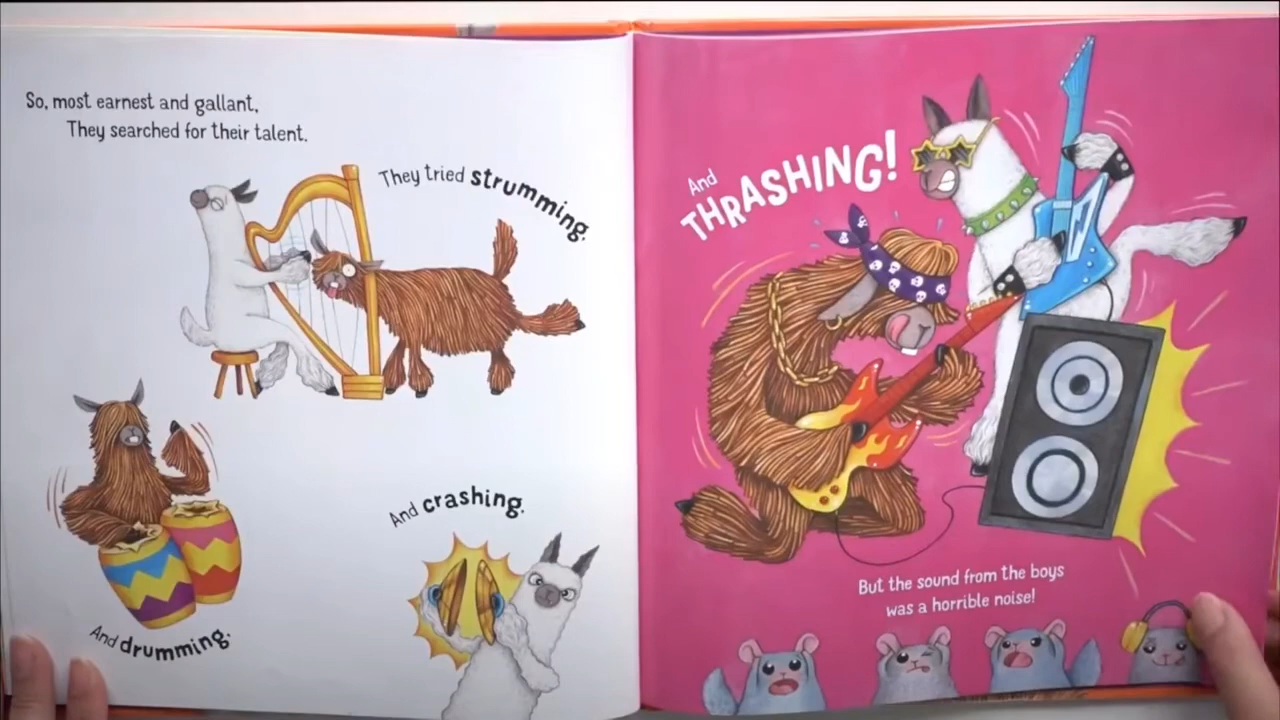 So, most earnest and gallant,
They searched for their talent.
They tried strumming.
And drumming.
And crashing.
And
THRASHING!
But the sound from the boys
was a horrible noise!